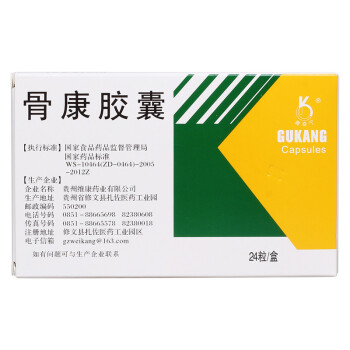 骨康胶囊
GUKANG
Capsules
【执行标准】
国家食品药品监督管理局
国家药品标准
WS-10464(ZD-0464)-2005
-2012Z
【生产企业】
企业名称 贵州维康药业有限公司
生产地址 贵州省修文县扎佐医药工业园
邮政编码 550200
电话号码 0851-88665698 82380608
传真号码 0851-88665578 82380018
注册地址 修文县扎佐医药工业园区
电子信箱 gzweikang@163.com
如有问题可与生产企业联系
24粒/盒